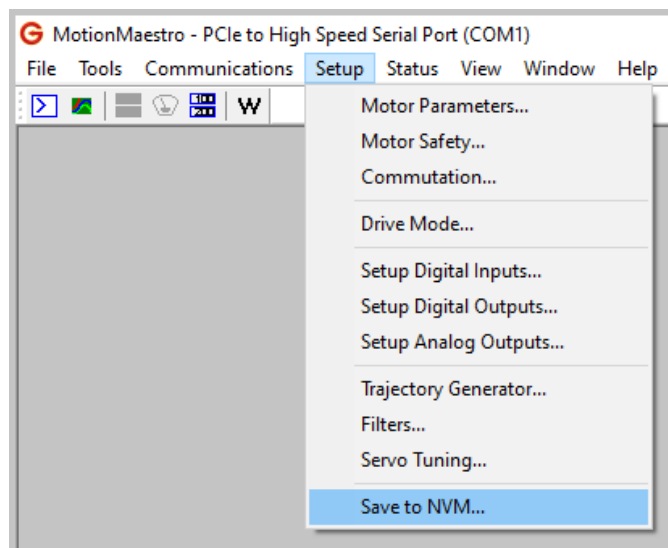 MotionMaestro - PCIe to High Speed Serial Port (COM1)
File Tools Communications Setup Status View Window Help
W
Motor Parameters...
Motor Safety...
Commutation...
Drive Mode...
Setup Digital Inputs...
Setup Digital Outputs...
Setup Analog Outputs...
Trajectory Generator...
Filters...
Servo Tuning...
Save to NVM...